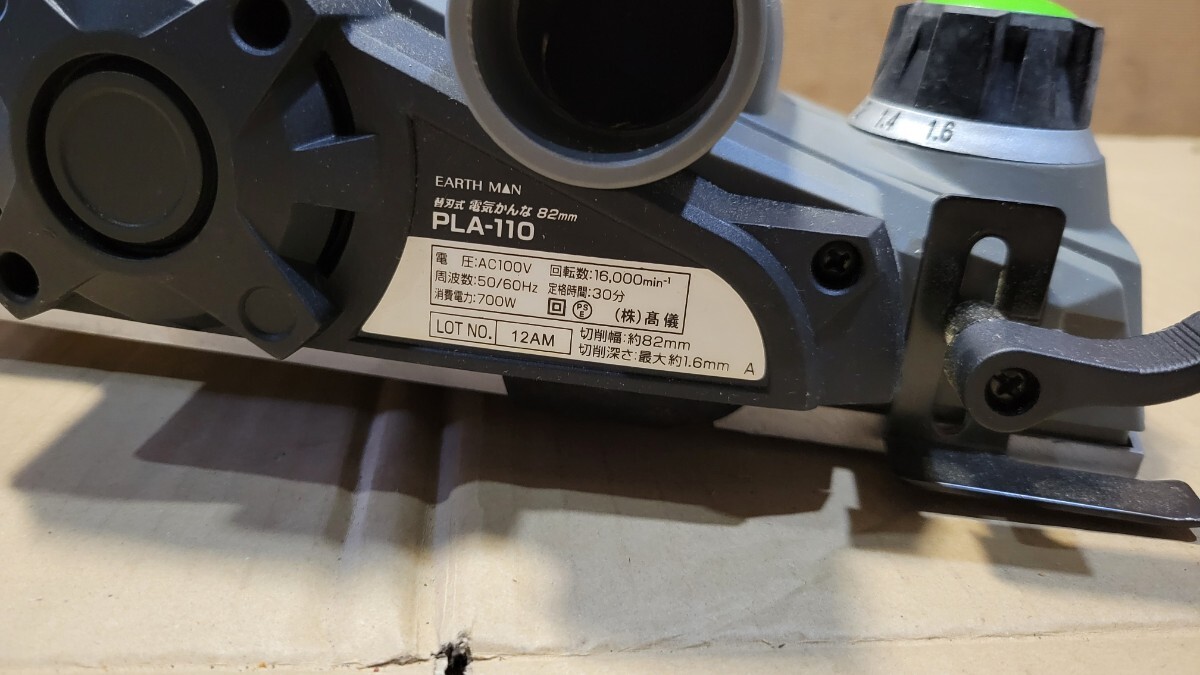 1.4 1.6
EARTH MAN
替刃式 電気かんな 82mm
PLA-110
電 圧:AC100V 回転数:16,000min⁻¹
周波数:50/60Hz 定格時間:30分
消費電力:700W PSE (株)髙儀
LOT NO. 12AM 切削幅:約82mm
切削深さ:最大約1.6mm A